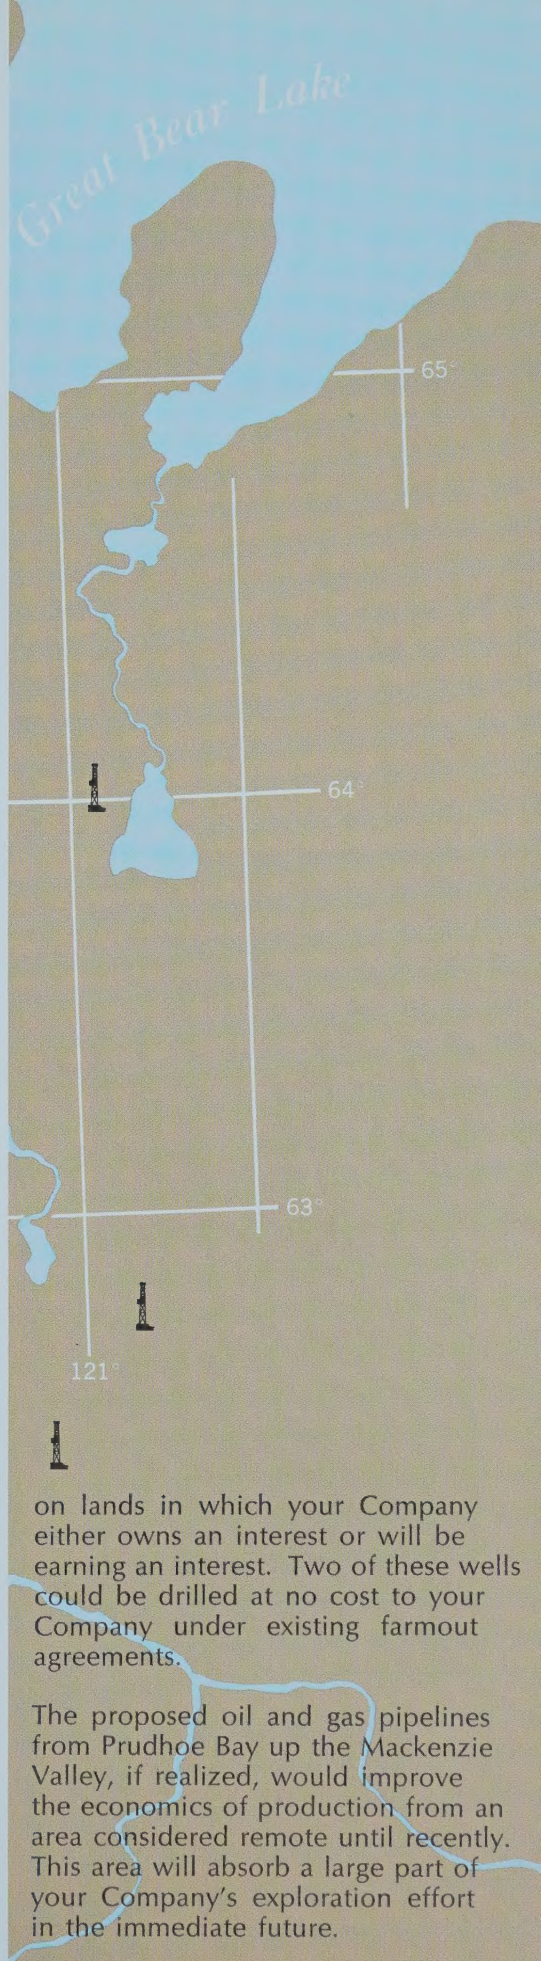 Great Bear Lake
65°
64°
63°
121°
on lands in which your Company
either owns an interest or will be
earning an interest. Two of these wells
could be drilled at no cost to your
Company under existing farmout
agreements.
The proposed oil and gas pipelines
from Prudhoe Bay up the Mackenzie
Valley, if realized, would improve
the economics of production from an
area considered remote until recently.
This area will absorb a large part of
your Company's exploration effort
in the immediate future.